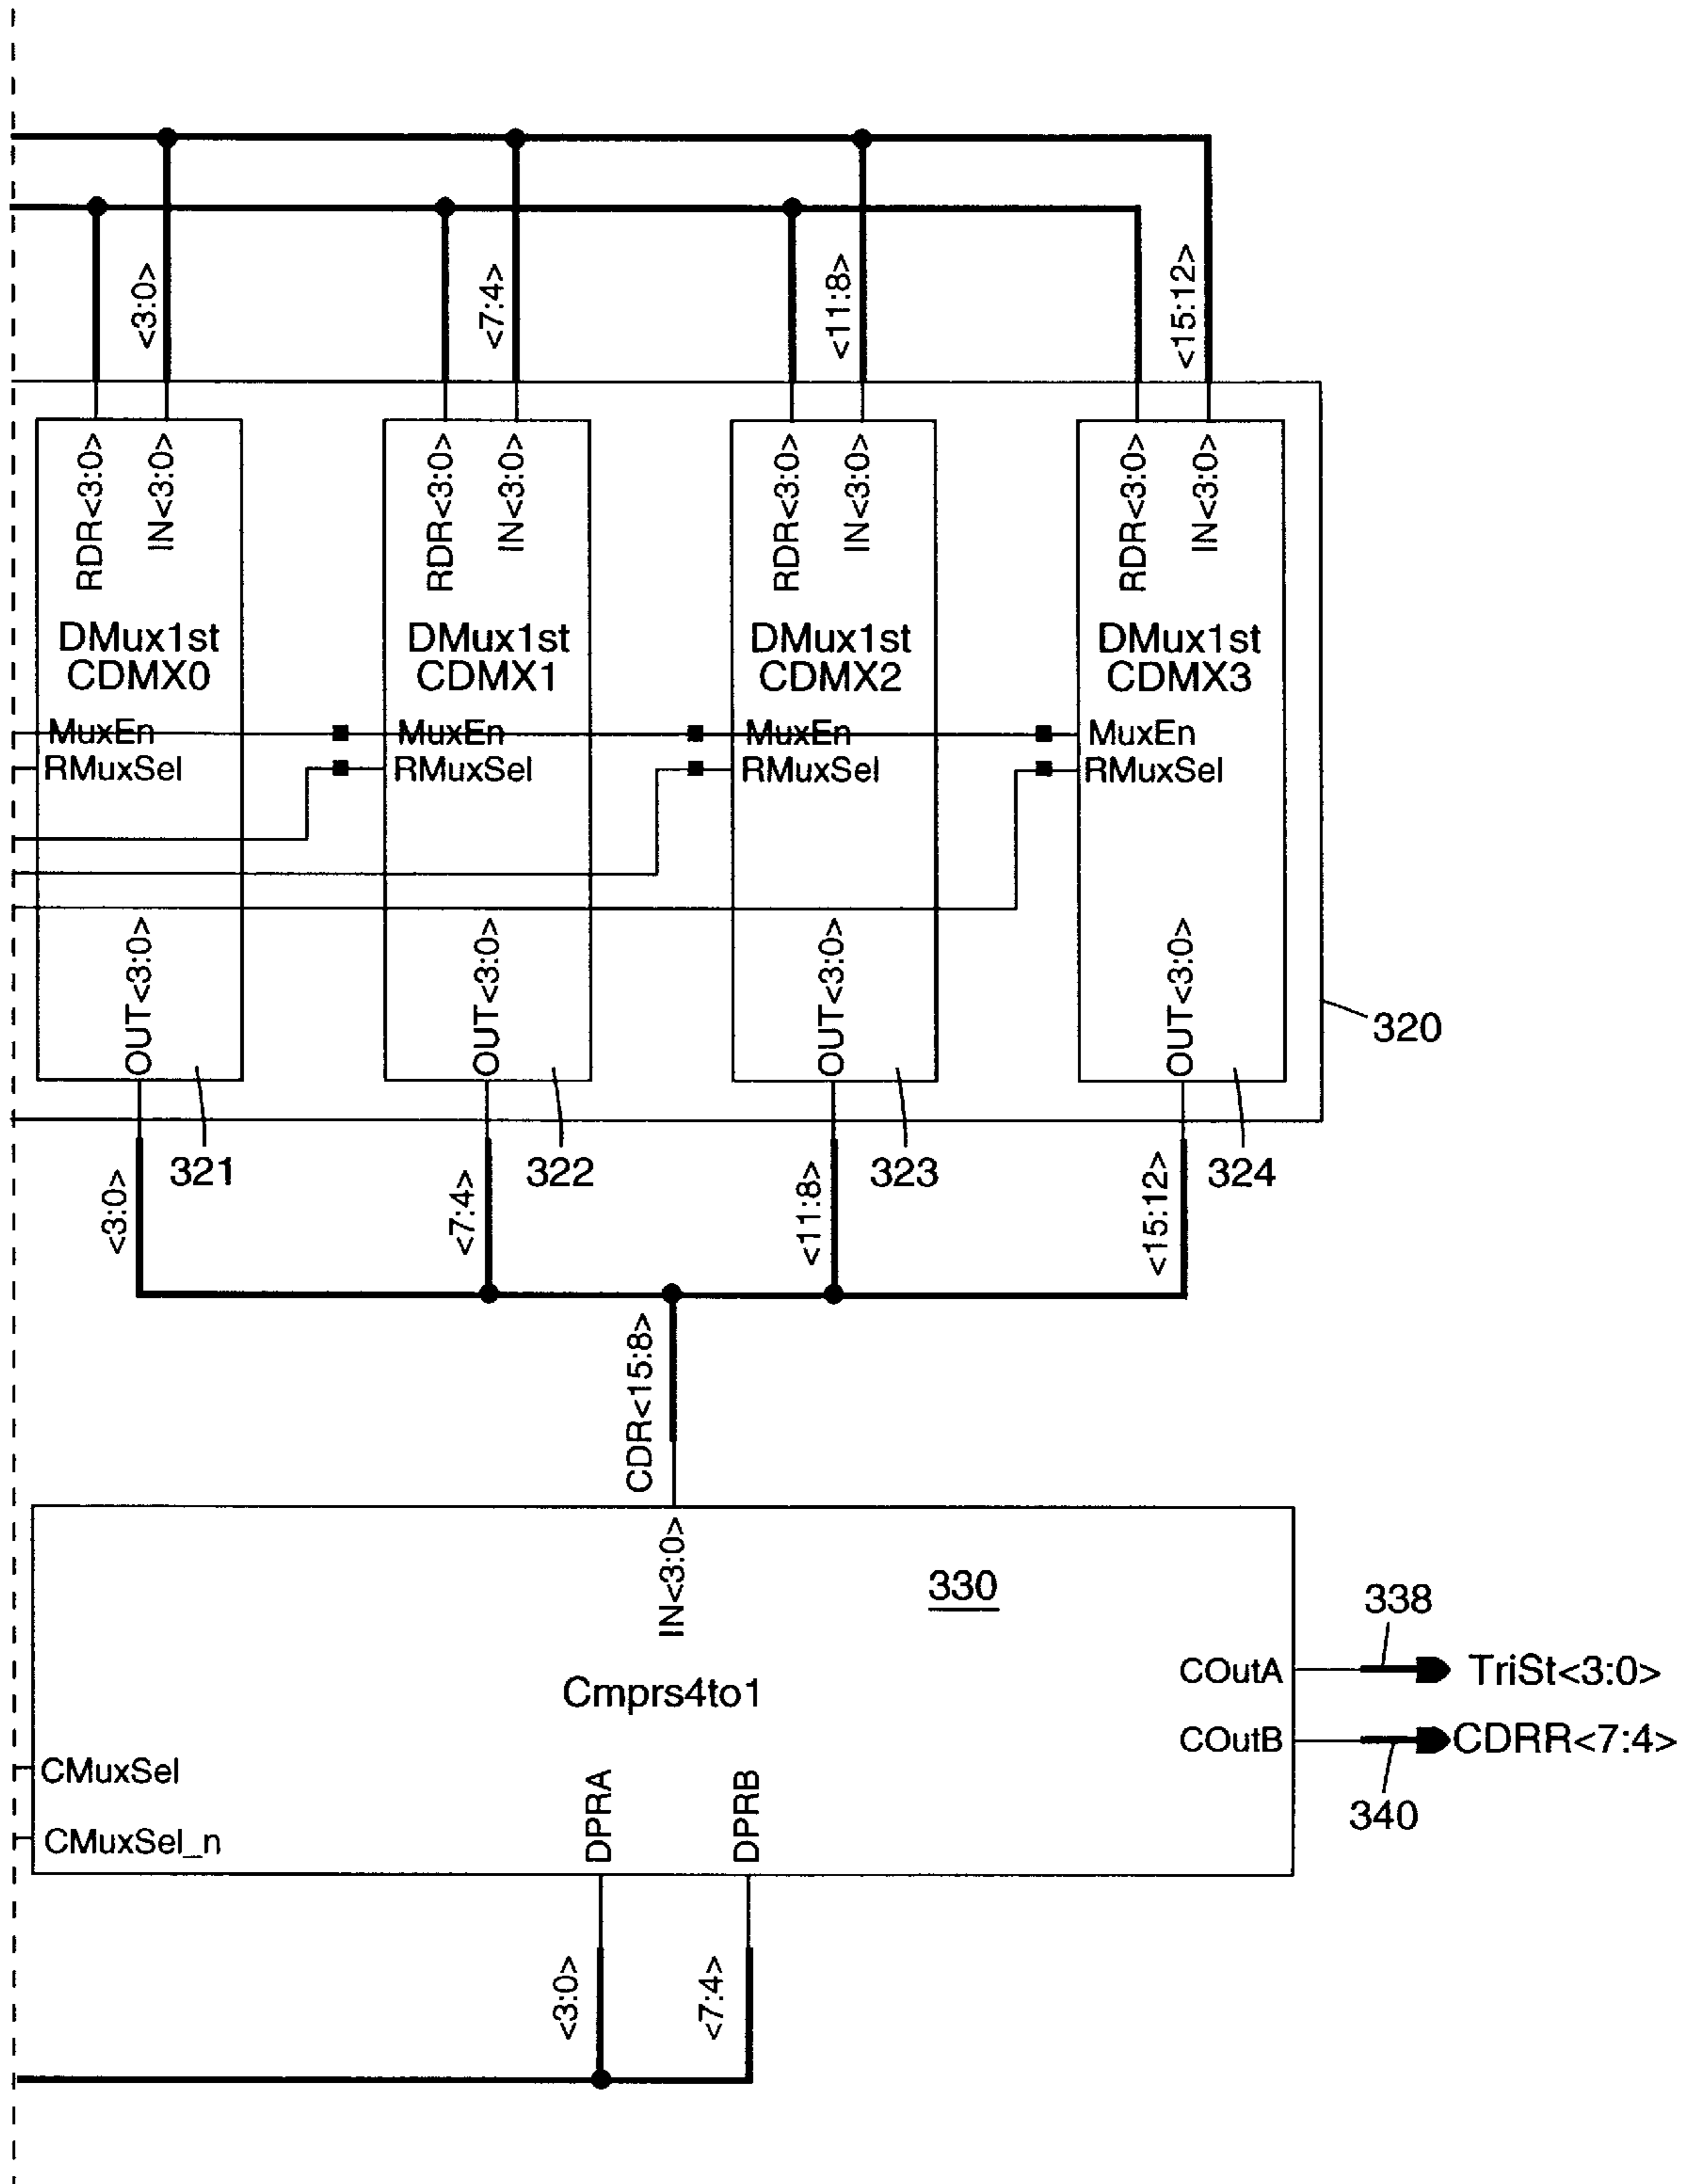 <3:0>
<7:4>
<11:8>
<15:12>
RDR<3:0>
IN<3:0>
RDR<3:0>
IN<3:0>
RDR<3:0>
IN<3:0>
RDR<3:0>
IN<3:0>
DMux1st
CDMX0
DMux1st
CDMX1
DMux1st
CDMX2
DMux1st
CDMX3
MuxEn
RMuxSel
MuxEn
RMuxSel
MuxEn
RMuxSel
MuxEn
RMuxSel
OUT<3:0>
OUT<3:0>
OUT<3:0>
OUT<3:0>
320
321
322
323
324
<3:0>
<7:4>
<11:8>
<15:12>
CDR<15:8>
IN<3:0>
330
Cmprs4to1
338
COutA
TriSt<3:0>
COutB
CDRR<7:4>
340
CMuxSel
CMuxSel_n
DPRA
DPRB
<3:0>
<7:4>